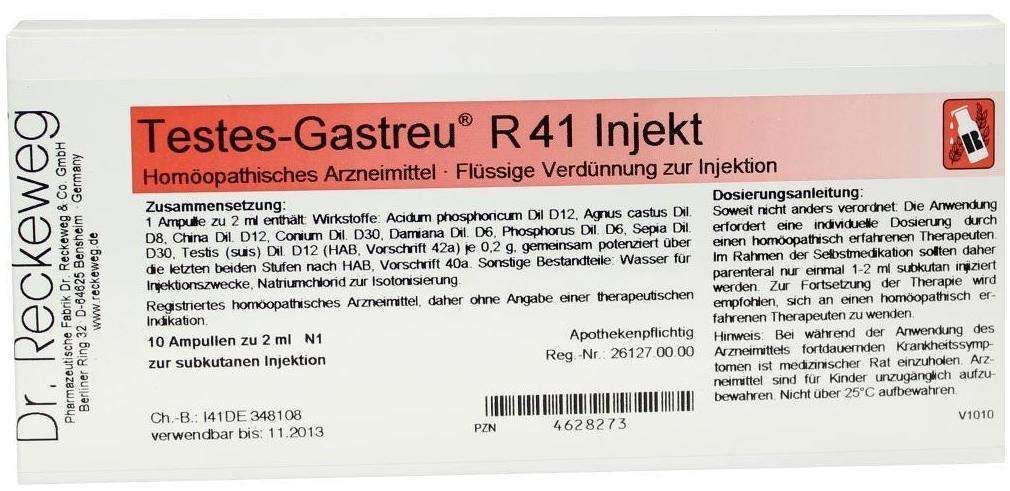 Dr. Reckeweg
Pharmazeutische Fabrik Dr. Reckeweg & Co. GmbH
Berliner Ring 32 · D-64625 Bensheim · Germany
www.reckeweg.de
Testes-Gastreu® R 41 Injekt
Homöopathisches Arzneimittel · Flüssige Verdünnung zur Injektion
Zusammensetzung:
1 Ampulle zu 2 ml enthält: Wirkstoffe: Acidum phosphoricum Dil D12, Agnus castus Dil.
D8, China Dil. D12, Conium Dil. D30, Damiana Dil. D6, Phosphorus Dil. D6, Sepia Dil.
D30, Testis (suis) Dil. D12 (HAB, Vorschrift 42a) je 0,2 g, gemeinsam potenziert über
die letzten beiden Stufen nach HAB, Vorschrift 40a. Sonstige Bestandteile: Wasser für
Injektionszwecke, Natriumchlorid zur Isotonisierung.
Registriertes homöopathisches Arzneimittel, daher ohne Angabe einer therapeutischen
Indikation.
10 Ampullen zu 2 ml N1
zur subkutanen Injektion
Apothekenpflichtig
Reg.-Nr.: 26127.00.00
Ch.-B.: I41DE 348108
verwendbar bis: 11.2013
PZN 4628273
Dosierungsanleitung:
Soweit nicht anders verordnet: Die Anwendung
erfordert eine individuelle Dosierung durch
einen homöopathisch erfahrenen Therapeuten.
Im Rahmen der Selbstmedikation sollten daher
parenteral nur einmal 1-2 ml subkutan injiziert
werden. Zur Fortsetzung der Therapie wird
empfohlen, sich an einen homöopathisch er-
fahrenen Therapeuten zu wenden.
Hinweis: Bei während der Anwendung des
Arzneimittels fortdauernden Krankheitssymp-
tomen ist medizinischer Rat einzuholen. Arz-
neimittel sind für Kinder unzugänglich aufzu-
bewahren. Nicht über 25°C aufbewahren.
V1010